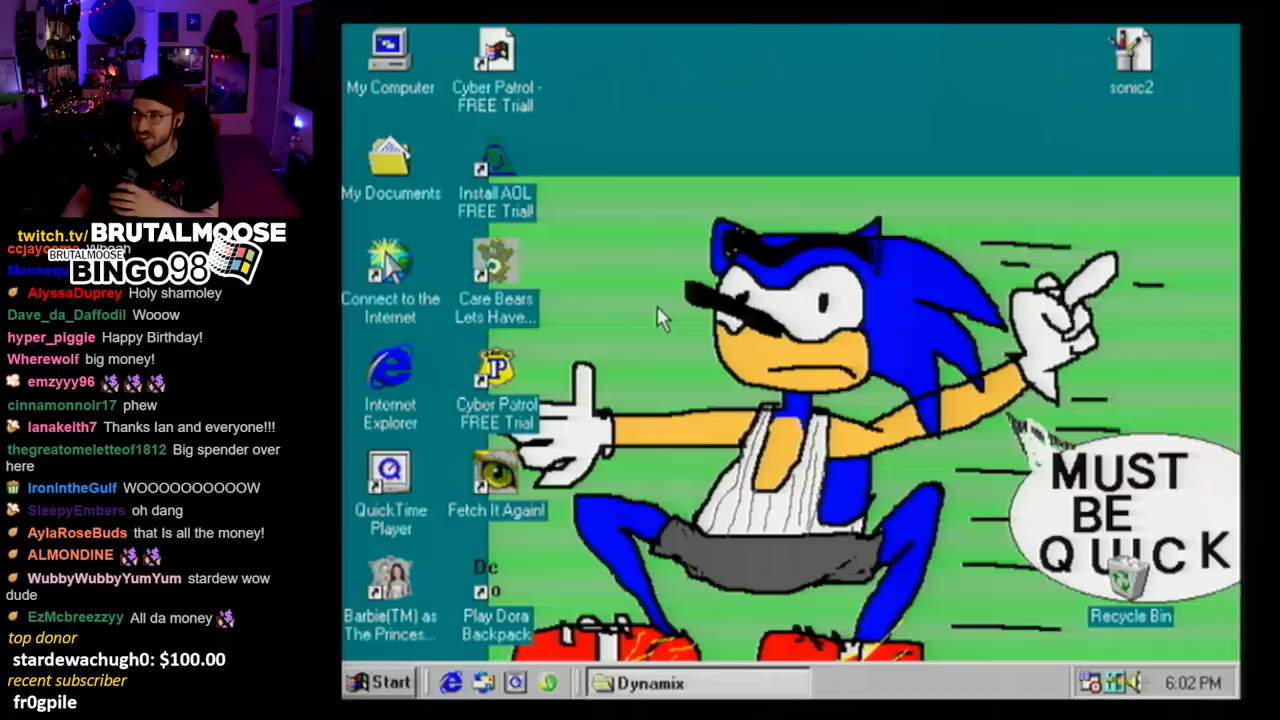 twitch.tv/BRUTALMOOSE
BRUTALMOOSE
BINGO98
ccjaycoma Whoah
AlyssaDuprey Holy shamoley
Dave_da_Daffodil Wooow
hyper_piggie Happy Birthday!
Wherewolf big money!
emzyyy96
cinnamonnoir17 phew
lanakeith7 Thanks Ian and everyone!!!
thegreatomeletteof1812 Big spender over
here
IronintheGulf WOOOOOOOOOW
SleepyEmbers oh dang
AylaRoseBuds that Is all the money!
ALMONDINE
WubbyWubbyYumYum stardew wow
dude
EzMcbreezzyy All da money
top donor
stardewachugh0: $100.00
recent subscriber
fr0gpile
My Computer
Cyber Patrol -
FREE Trial!
sonic2
My Documents
Install AOL
FREE Trial!
Connect to the
Internet
Care Bears
Lets Have...
Internet
Explorer
Cyber Patrol
FREE Trial
QuickTime
Player
Fetch It Again!
Barbie(TM) as
The Princes...
Play Dora
Backpack
MUST
BE
QUICK
Recycle Bin
Start
Dynamix
6:02 PM